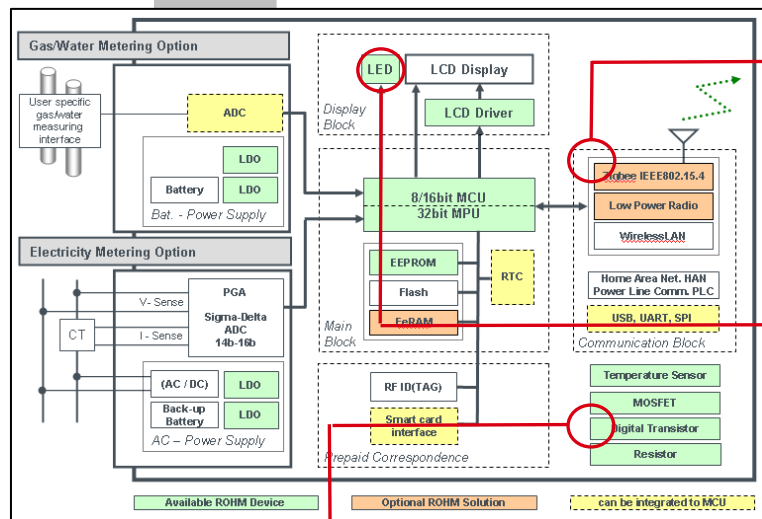 Gas/Water Metering Option
User specific
gas/water
measuring
interface
ADC
LDO
Battery
LDO
Bat. - Power Supply
Electricity Metering Option
PGA
Sigma-Delta
ADC
14b-16b
V- Sense
CT
I - Sense
(AC / DC)
LDO
Back-up
Battery
LDO
AC – Power Supply
LED
LCD Display
Display
Block
LCD Driver
8/16bit MCU
32bit MPU
EEPROM
Flash
FeRAM
RTC
Main
Block
RF ID(TAG)
Smart card
interface
Prepaid Correspondence
Zigbee IEEE802.15.4
Low Power Radio
WirelessLAN
Home Area Net. HAN
Power Line Comm. PLC
USB, UART, SPI
Communication Block
Temperature Sensor
MOSFET
Digital Transistor
Resistor
Available ROHM Device
Optional ROHM Solution
can be integrated to MCU